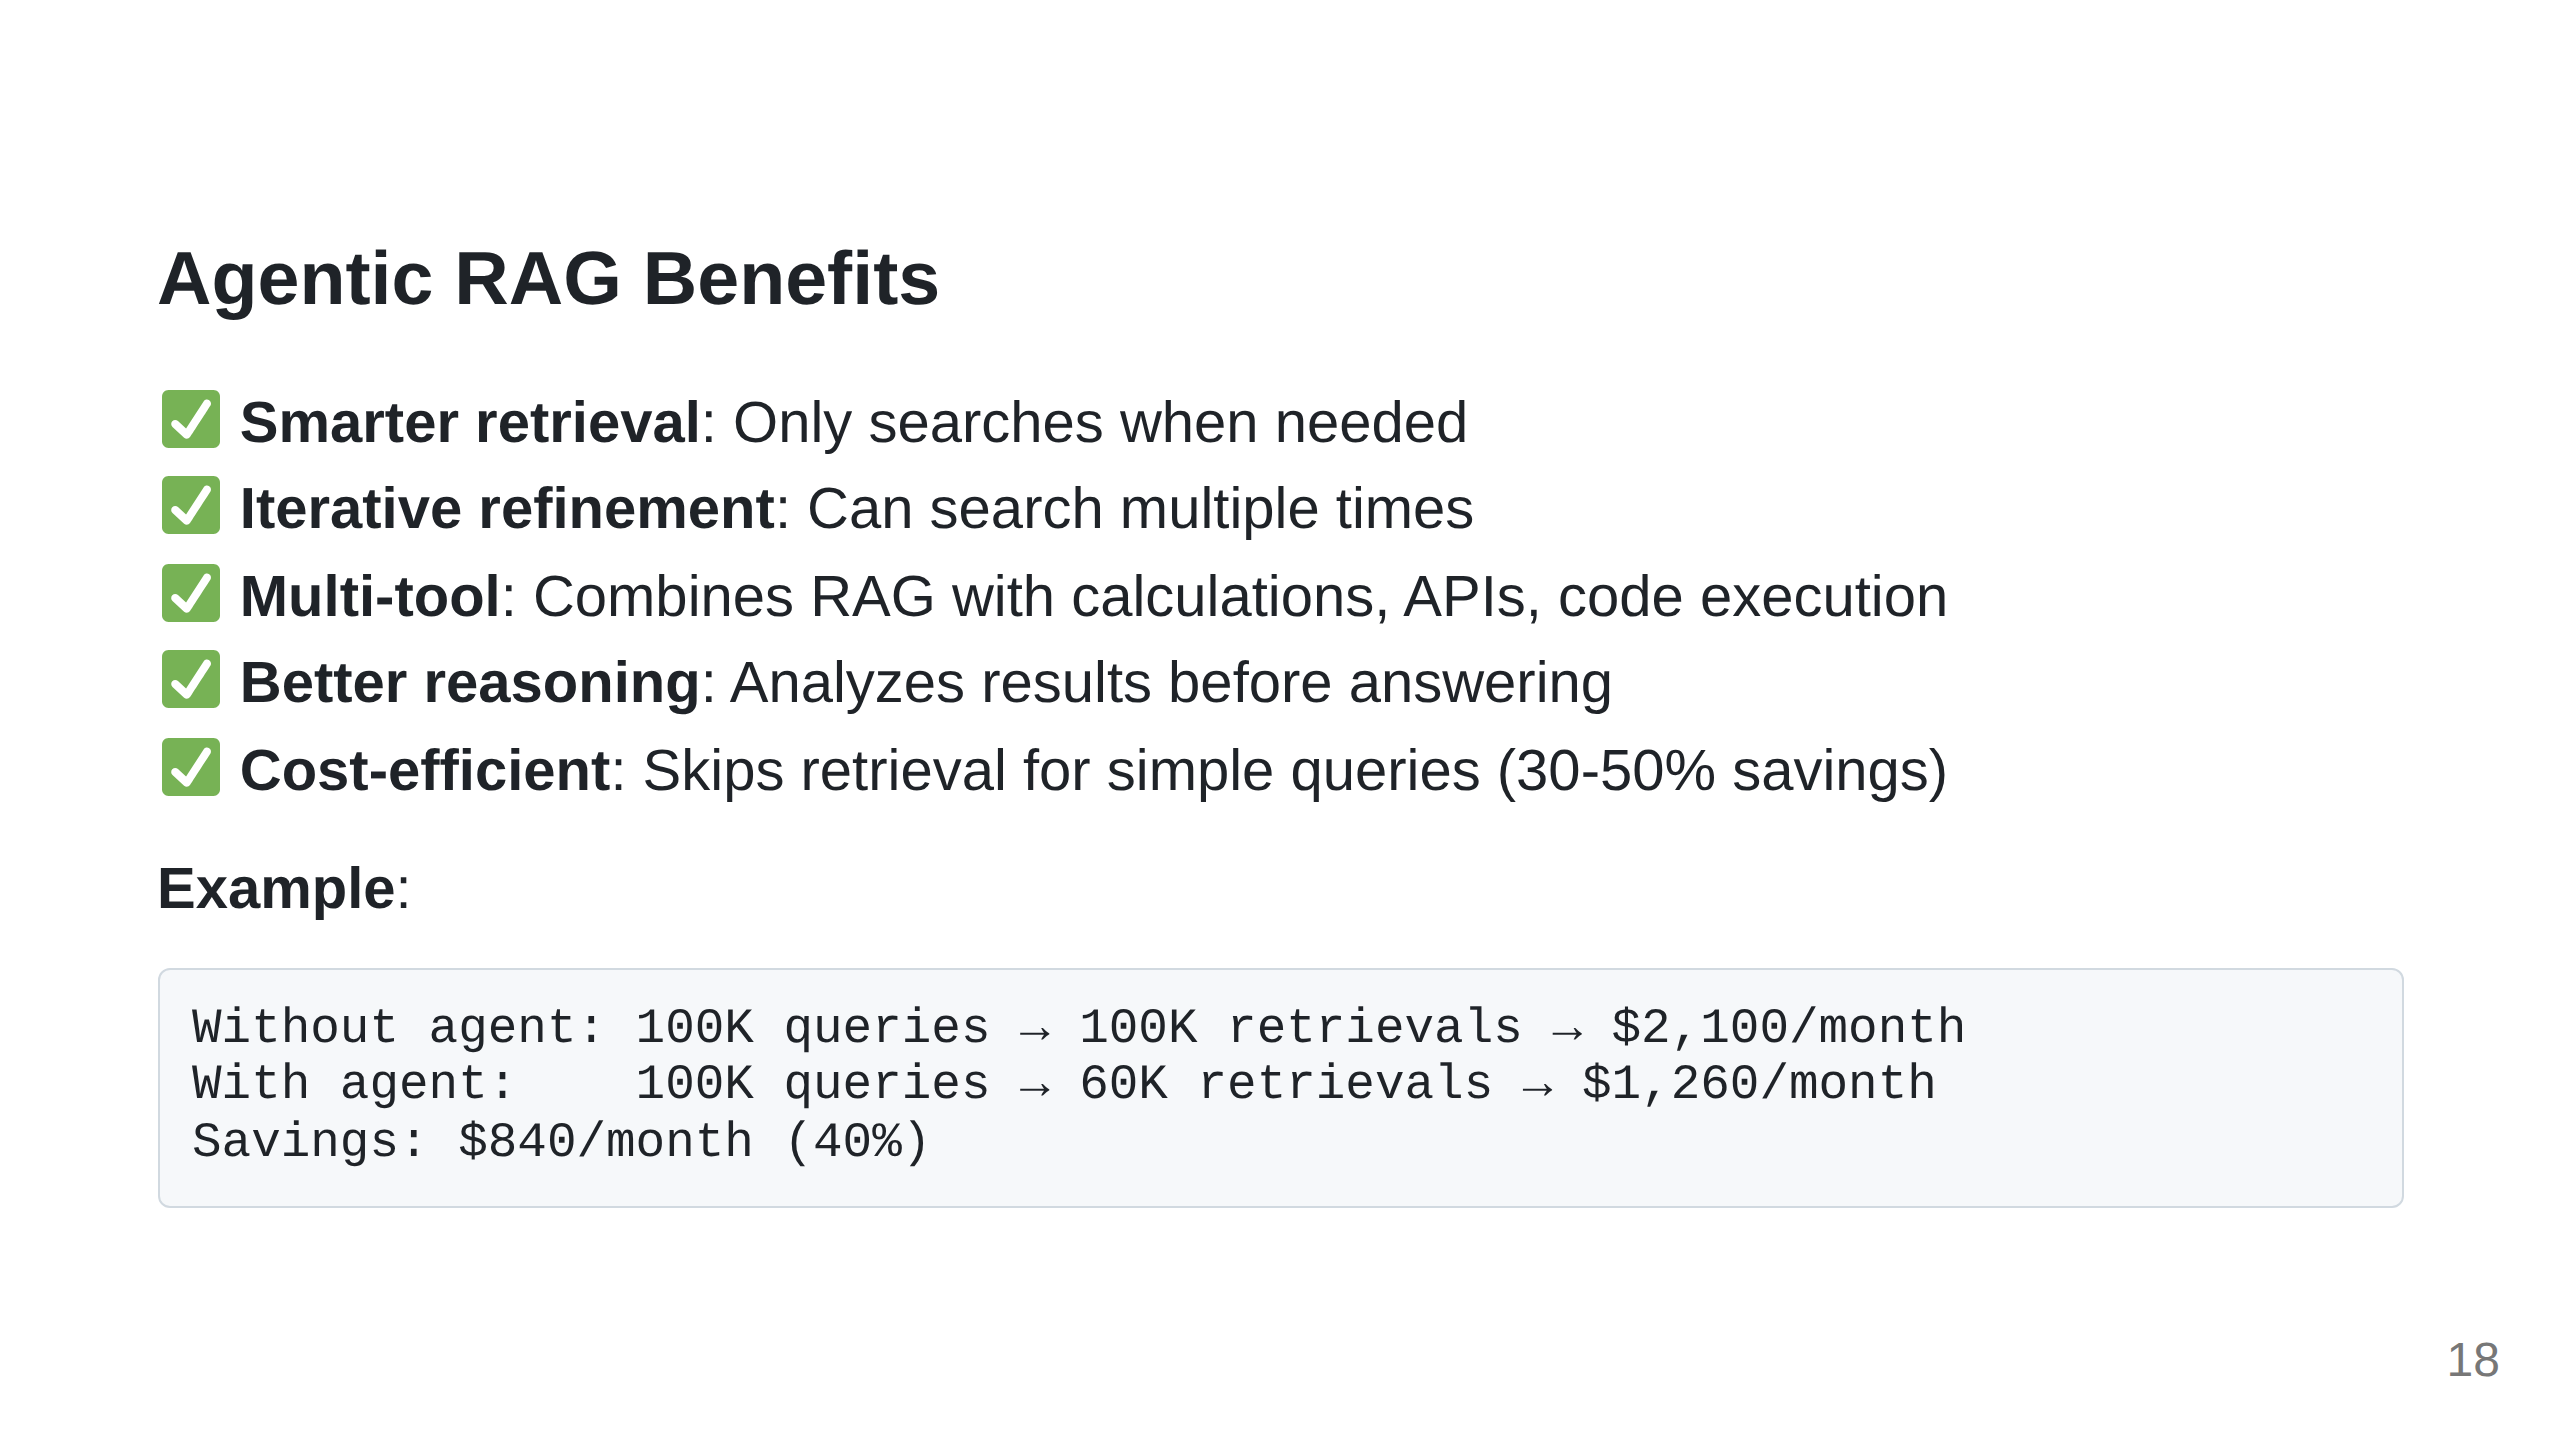 Agentic RAG Benefits
✅ Smarter retrieval: Only searches when needed
✅ Iterative refinement: Can search multiple times
✅ Multi-tool: Combines RAG with calculations, APIs, code execution
✅ Better reasoning: Analyzes results before answering
✅ Cost-efficient: Skips retrieval for simple queries (30-50% savings)
Example:
Without agent: 100K queries → 100K retrievals → $2,100/month
With agent:    100K queries → 60K retrievals → $1,260/month
Savings: $840/month (40%)
18